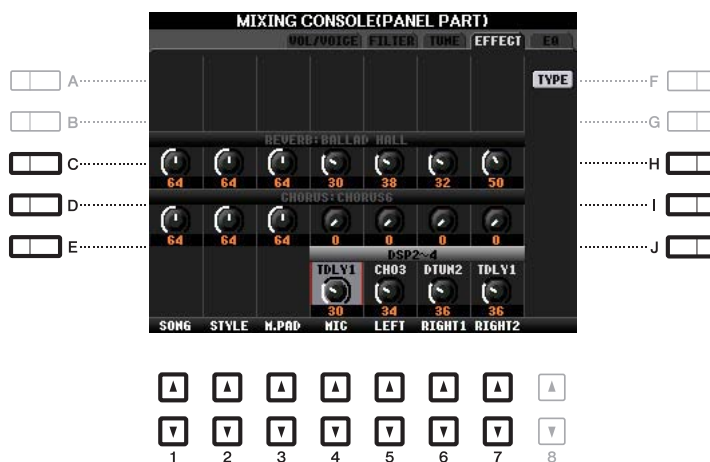 MIXING CONSOLE(PANEL PART)
VOL/VOICE FILTER TUNE EFFECT EQ
A TYPE F
B G
REVERB:BALLAD HALL
C H
64 64 64 30 38 32 50
CHORUS:CHORUS6
D I
64 64 64 0 0 0 0
E J
DSP2~4
TDLY1 CHO3 DTUN2 TDLY1
30 34 36 36
SONG STYLE M.PAD MIC LEFT RIGHT1 RIGHT2
1 2 3 4 5 6 7 8